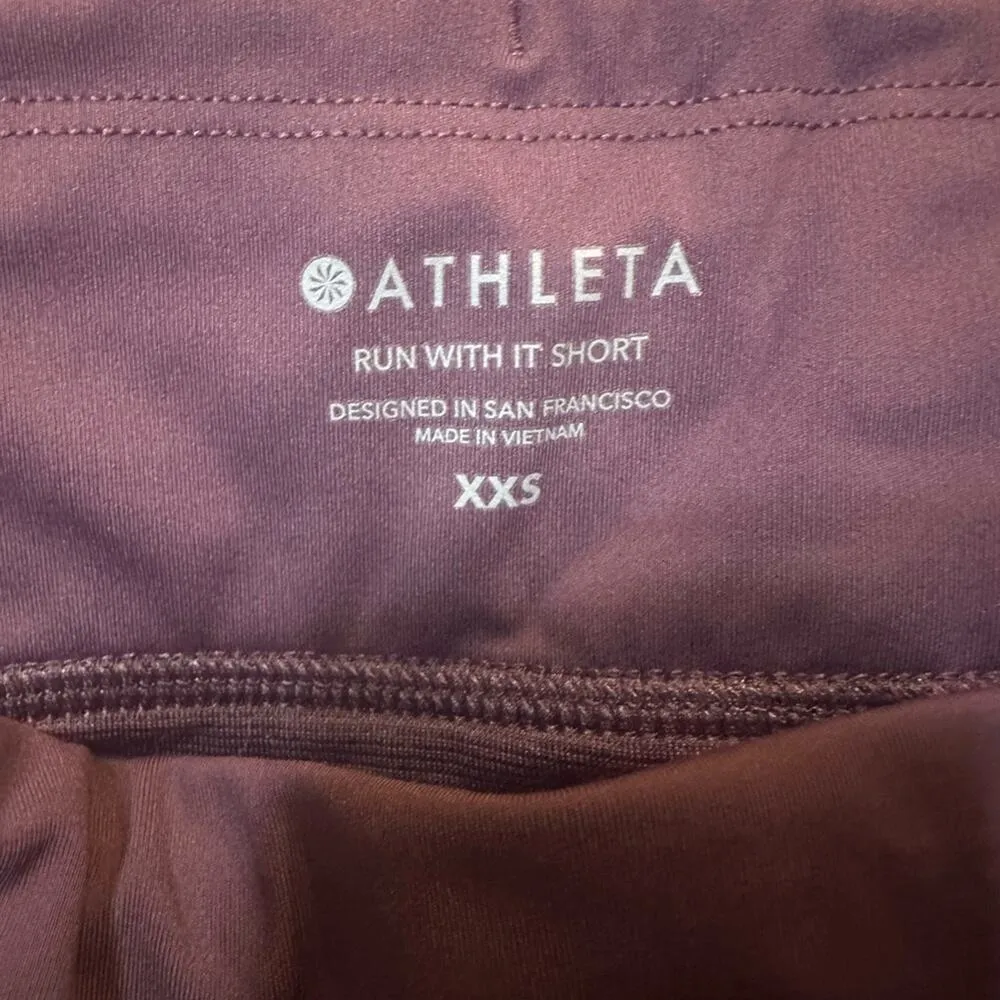 ATHLETA
RUN WITH IT SHORT
DESIGNED IN SAN FRANCISCO
MADE IN VIETNAM
XXS